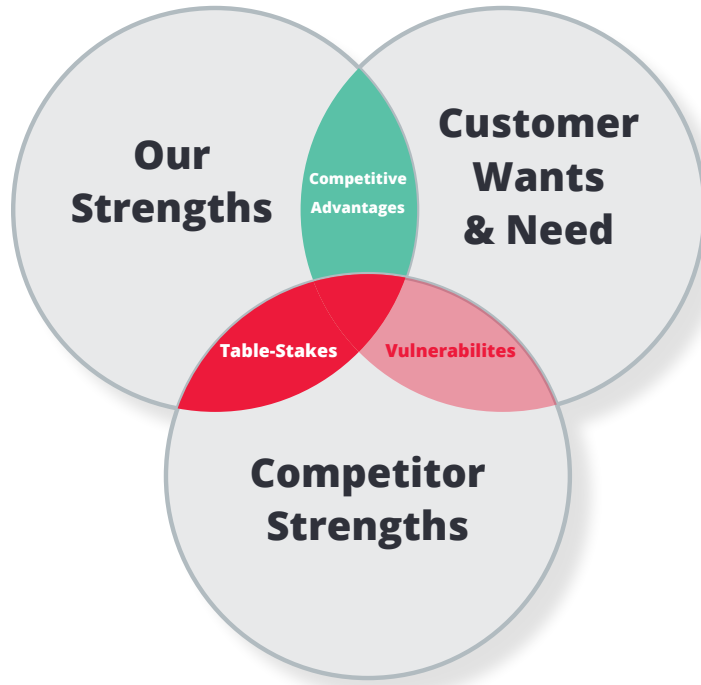 Our
Strengths
Customer
Wants
& Need
Competitive
Advantages
Table-Stakes
Vulnerabilites
Competitor
Strengths